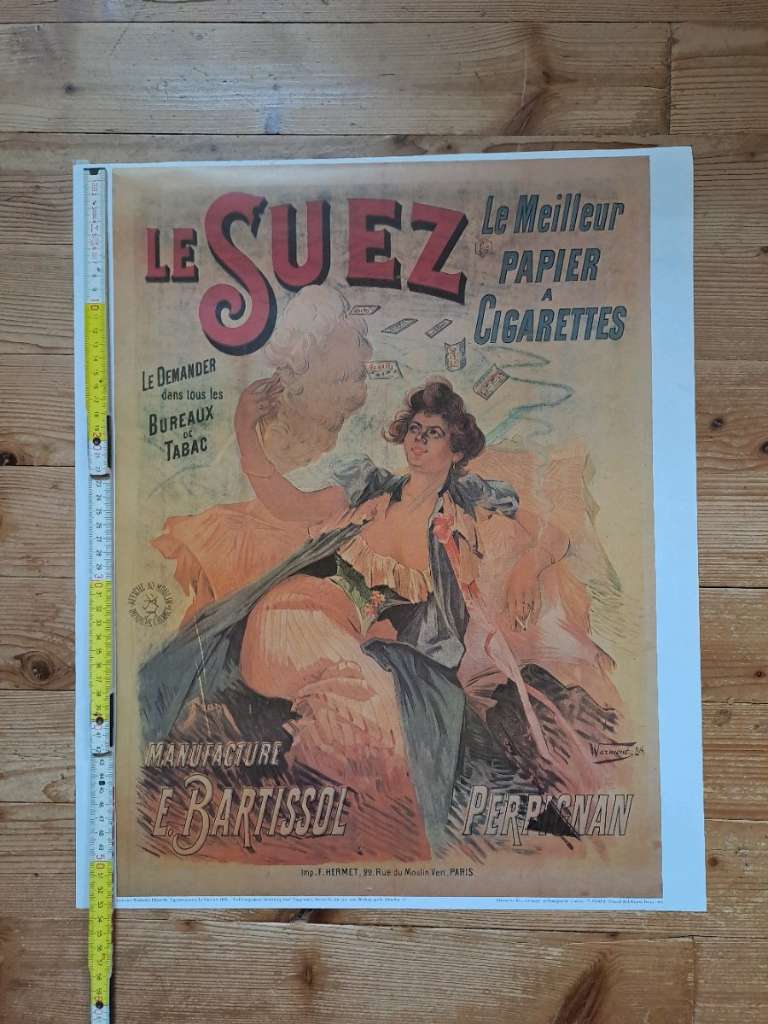 LE SUEZ
Le Meilleur
PAPIER
A
CIGARETTES
LE DEMANDER
dans tous les
BUREAUX
DE
TABAC
MANUFACTURE
E. BARTISSOL
PERPIGNAN
Imp. F. HERMET, 29, Rue du Moulin Vert, PARIS